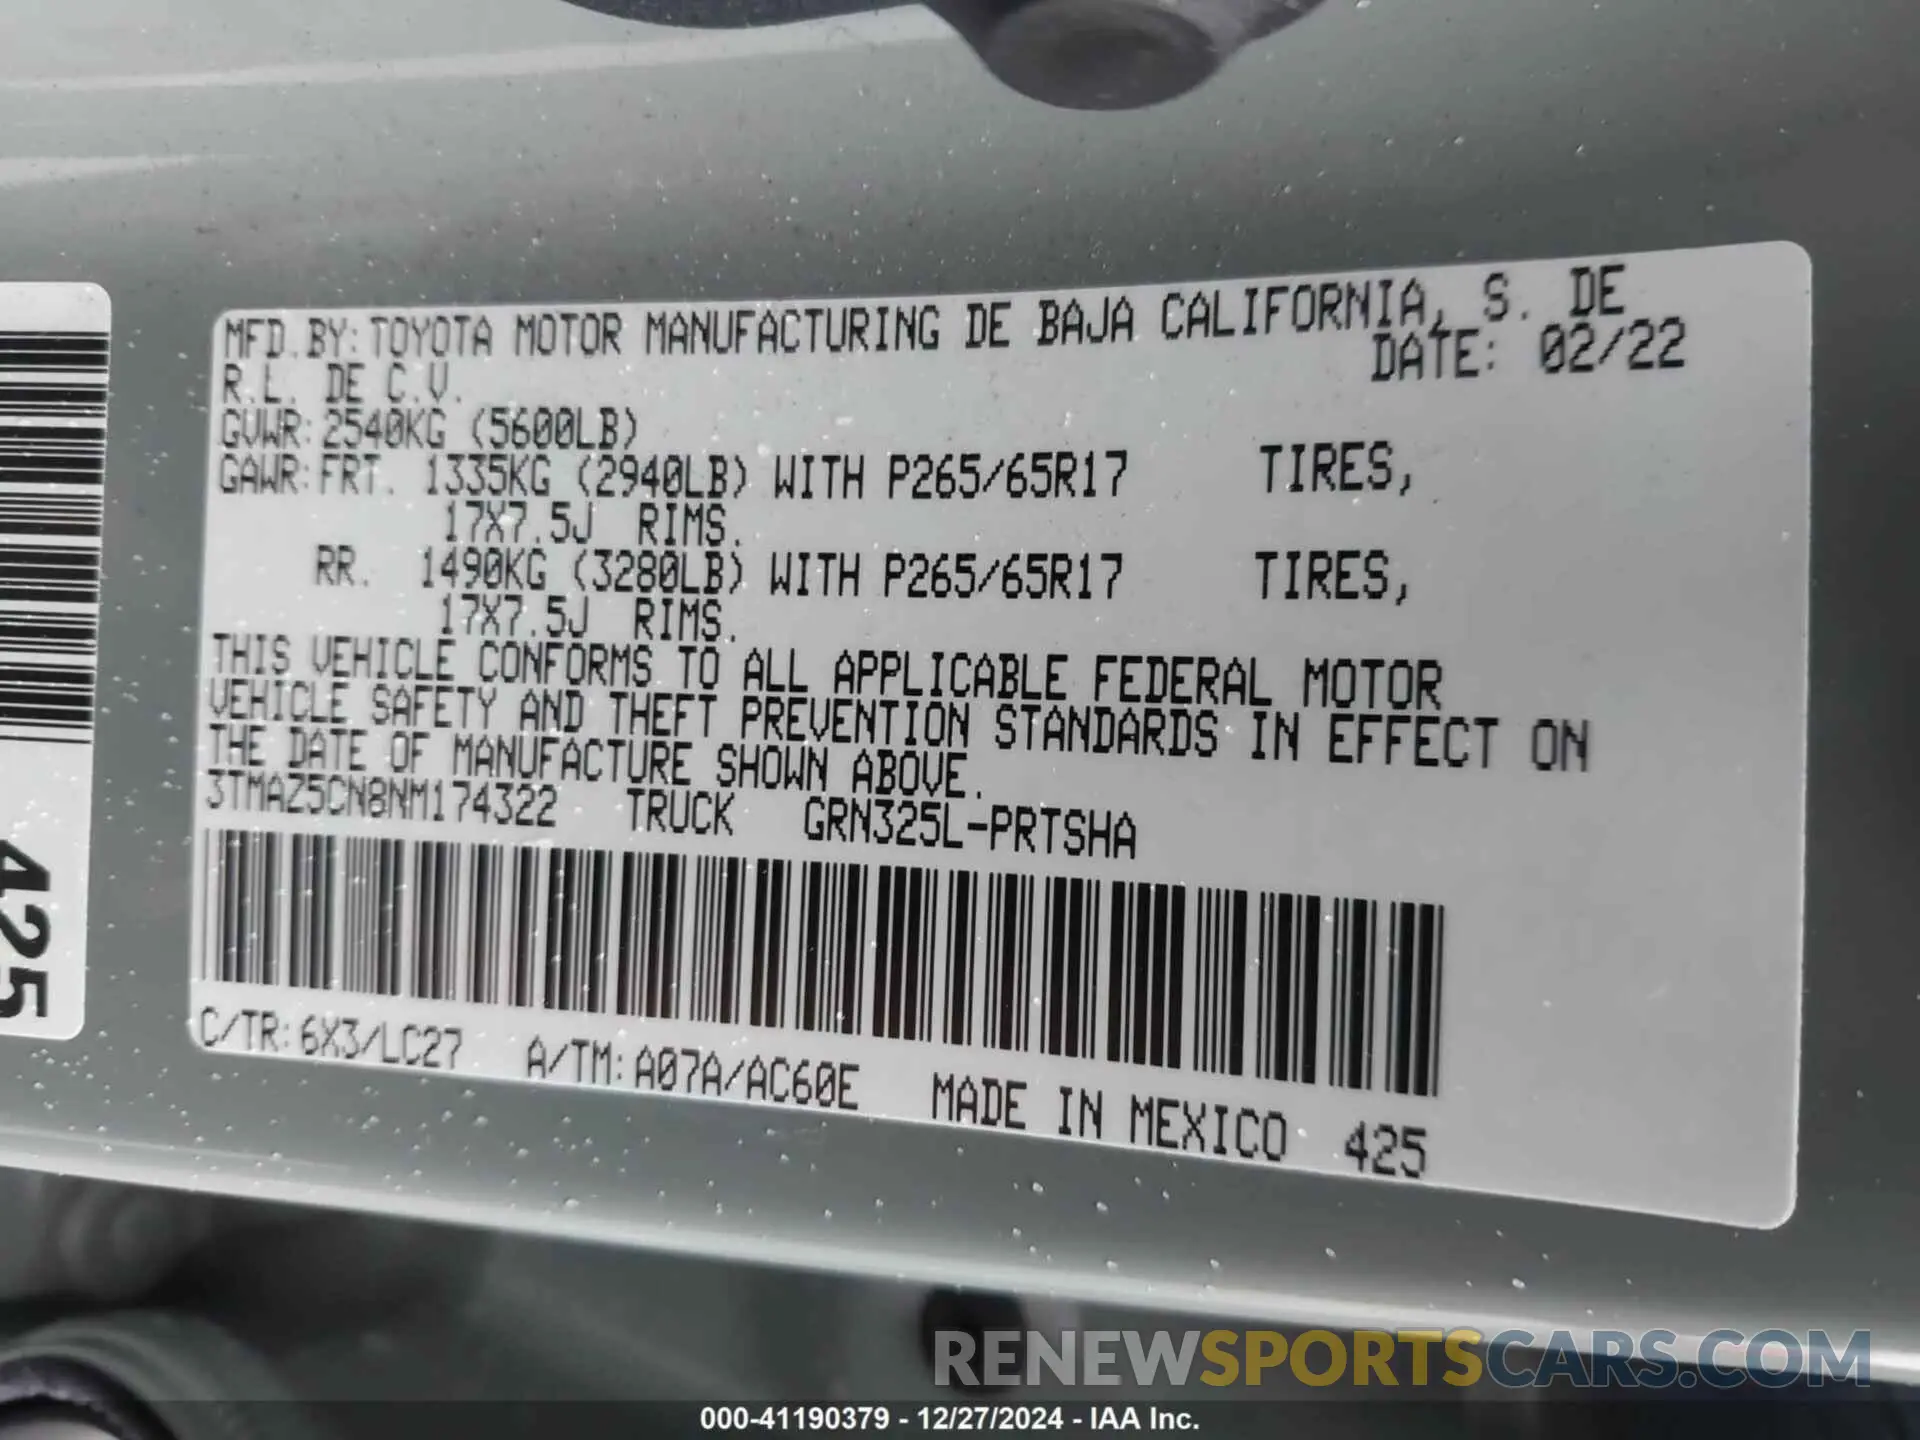 MFD.BY:TOYOTA MOTOR MANUFACTURING DE BAJA CALIFORNIA, S. DE
R.L. DE C.V. DATE: 02/22
GVWR:2540KG (5600LB)
GAWR:FRT. 1335KG (2940LB) WITH P265/65R17 TIRES,
17X7.5J RIMS.
RR. 1490KG (3280LB) WITH P265/65R17 TIRES,
17X7.5J RIMS.
THIS VEHICLE CONFORMS TO ALL APPLICABLE FEDERAL MOTOR
VEHICLE SAFETY AND THEFT PREVENTION STANDARDS IN EFFECT ON
THE DATE OF MANUFACTURE SHOWN ABOVE.
3TMAZ5CN8NM174322 TRUCK GRN325L-PRTSHA
C/TR:6X3/LC27 A/TM:A07A/AC60E MADE IN MEXICO 425
425
RENEWSPORTSCARS.COM
000-41190379 - 12/27/2024 - IAA Inc.